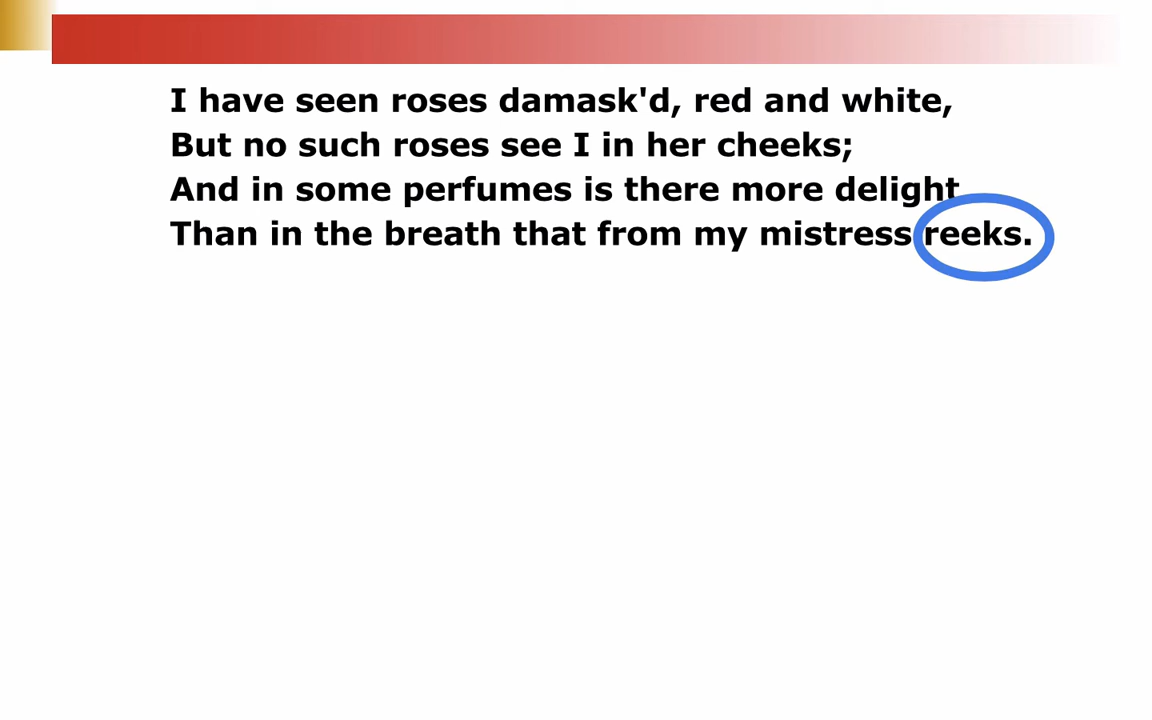 I have seen roses damask'd, red and white,
But no such roses see I in her cheeks;
And in some perfumes is there more delight
Than in the breath that from my mistress reeks.